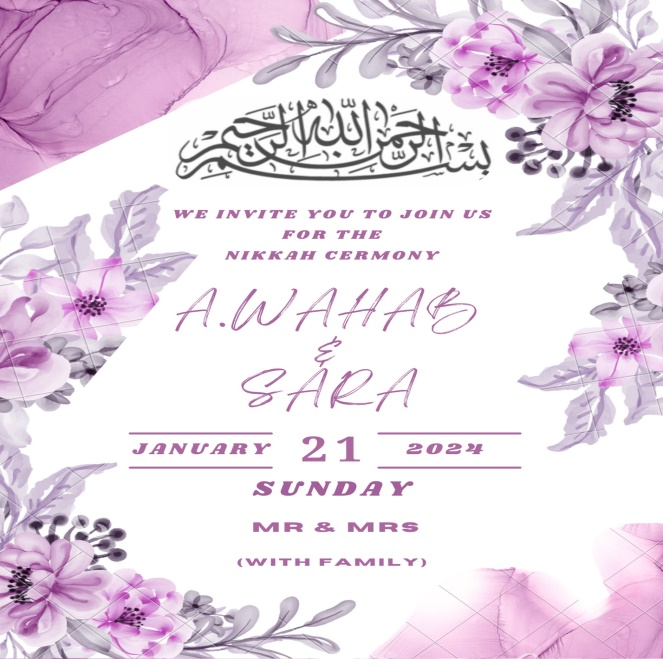 بسم الله الرحمن الرحيم
WE INVITE YOU TO JOIN US
FOR THE
NIKKAH CERMONY
A.WAHAB
&
SARA
JANUARY 21 2024
SUNDAY
MR & MRS
(WITH FAMILY)